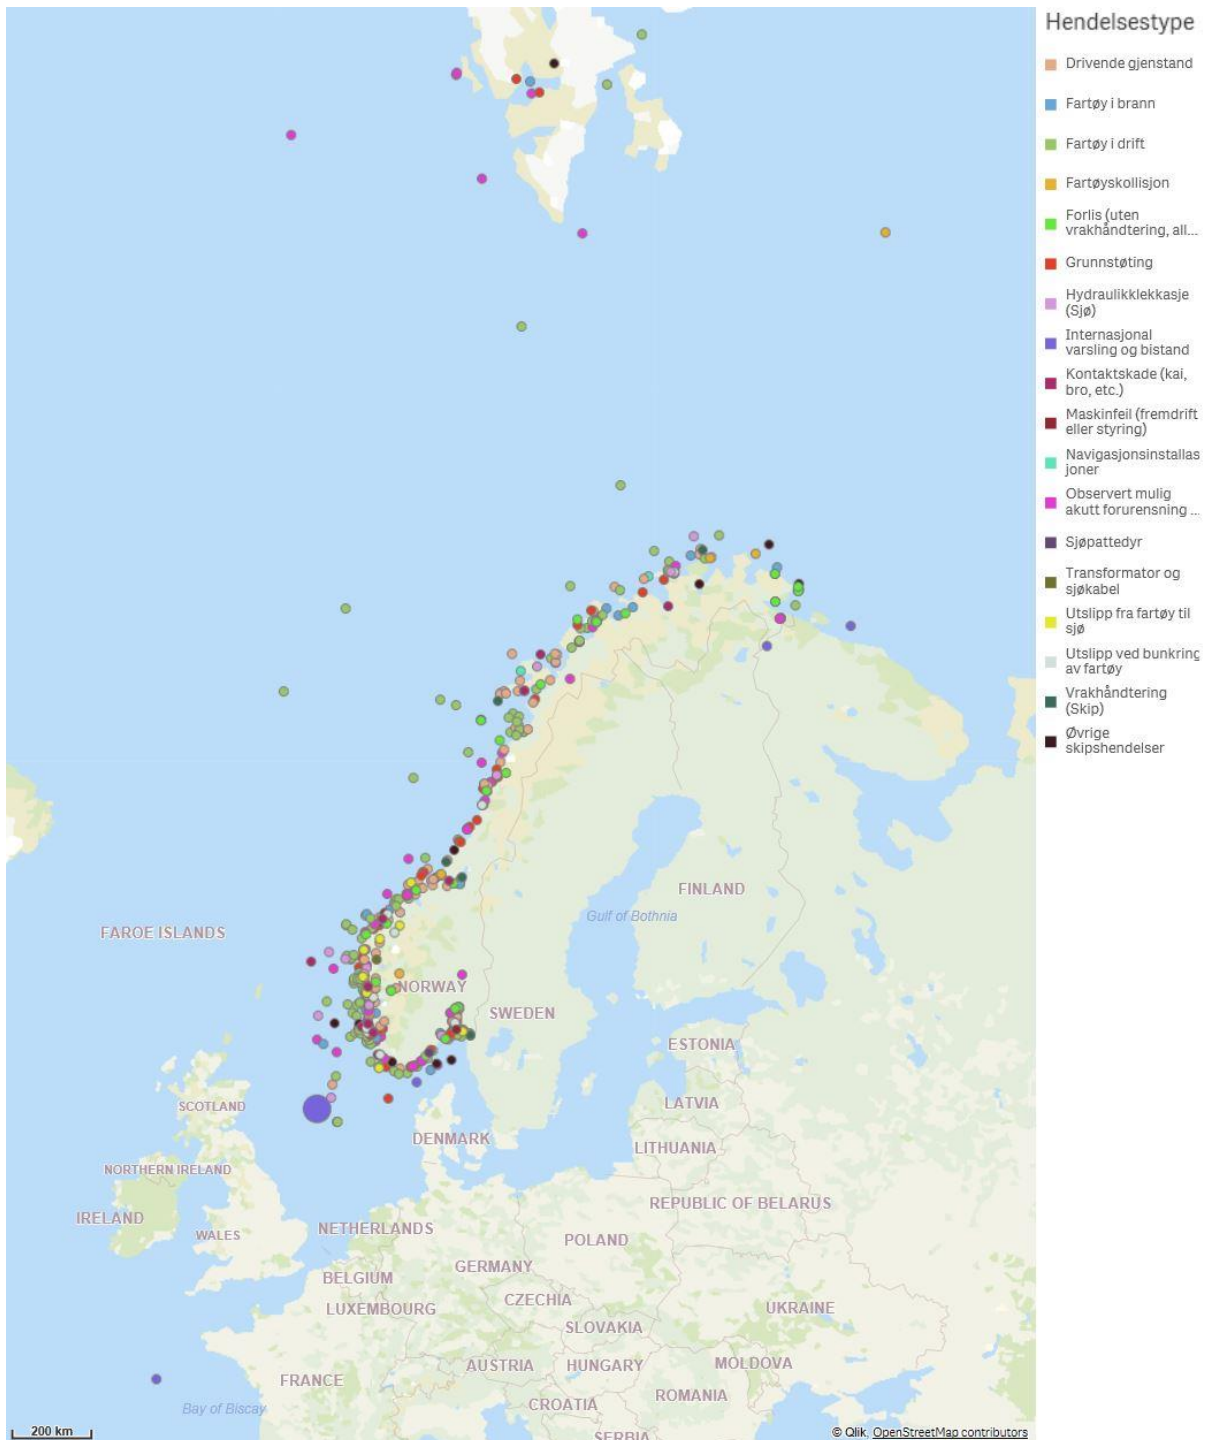 Hendelsestype
Drivende gjenstand
Fartøy i brann
Fartøy i drift
Fartøyskollisjon
Forlis (uten
vrakhåndtering, all...
Grunnstøting
Hydraulikklekkasje
(Sjø)
Internasjonal
varsling og bistand
Kontaktskade (kai,
bro, etc.)
Maskinfeil (fremdrift
eller styring)
Navigasjonsinstallas
joner
Observert mulig
akutt forurensning ...
Sjøpattedyr
Transformator og
sjøkabel
Utslipp fra fartøy til
sjø
Utslipp ved bunkring
av fartøy
Vrakhåndtering
(Skip)
Øvrige
skipshendelser
FINLAND
Gulf of Bothnia
FAROE ISLANDS
NORWAY
SWEDEN
ESTONIA
SCOTLAND
LATVIA
DENMARK
LITHUANIA
NORTHERN IRELAND
REPUBLIC OF BELARUS
IRELAND
WALES
NETHERLANDS
POLAND
GERMANY
BELGIUM
CZECHIA
LUXEMBOURG
UKRAINE
SLOVAKIA
AUSTRIA
HUNGARY
MOLDOVA
FRANCE
ROMANIA
Bay of Biscay
CROATIA
SERBIA
200 km
© Qlik, OpenStreetMap contributors